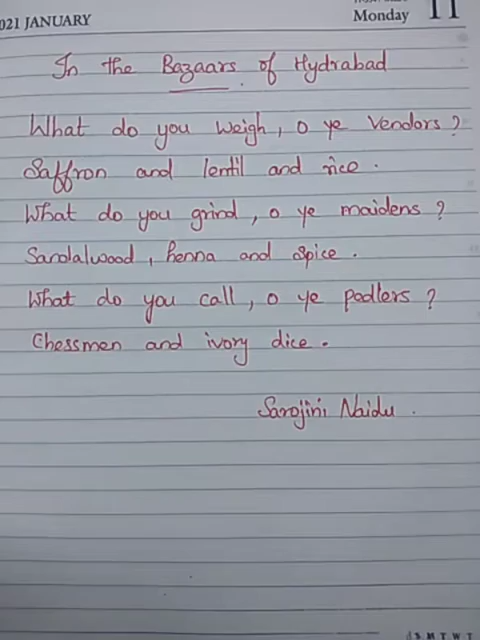 2021 JANUARY
Monday 11
In the Bazaars of Hydrabad
What do you weigh, o ye Vendors?
Saffron and lentil and rice.
What do you grind, o ye maidens?
Sandalwood, henna and spice.
What do you call, o ye pedlers?
Chessmen and ivory dice.
Sarojini Naidu.
S M T W T